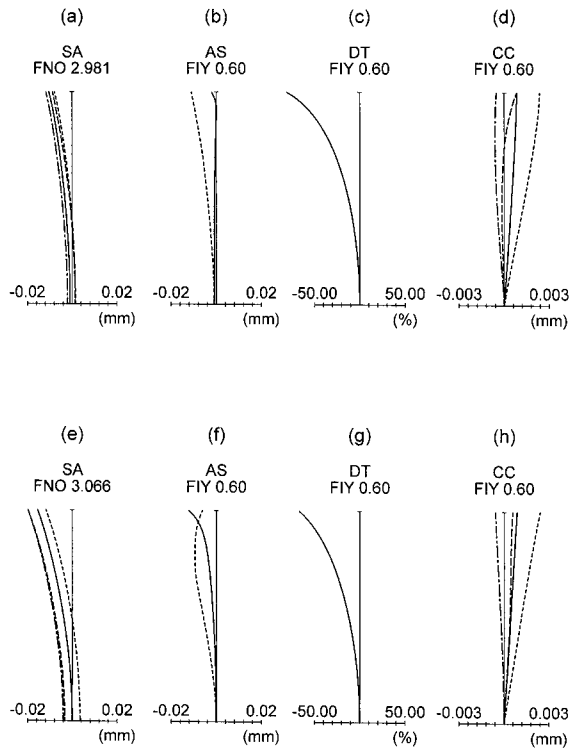 (a) (b) (c) (d)
SA AS DT CC
FNO 2.981 FIY 0.60 FIY 0.60 FIY 0.60
-0.02 0.02 -0.02 0.02 -50.00 50.00 -0.003 0.003
(mm) (mm) (%) (mm)
(e) (f) (g) (h)
SA AS DT CC
FNO 3.066 FIY 0.60 FIY 0.60 FIY 0.60
-0.02 0.02 -0.02 0.02 -50.00 50.00 -0.003 0.003
(mm) (mm) (%) (mm)